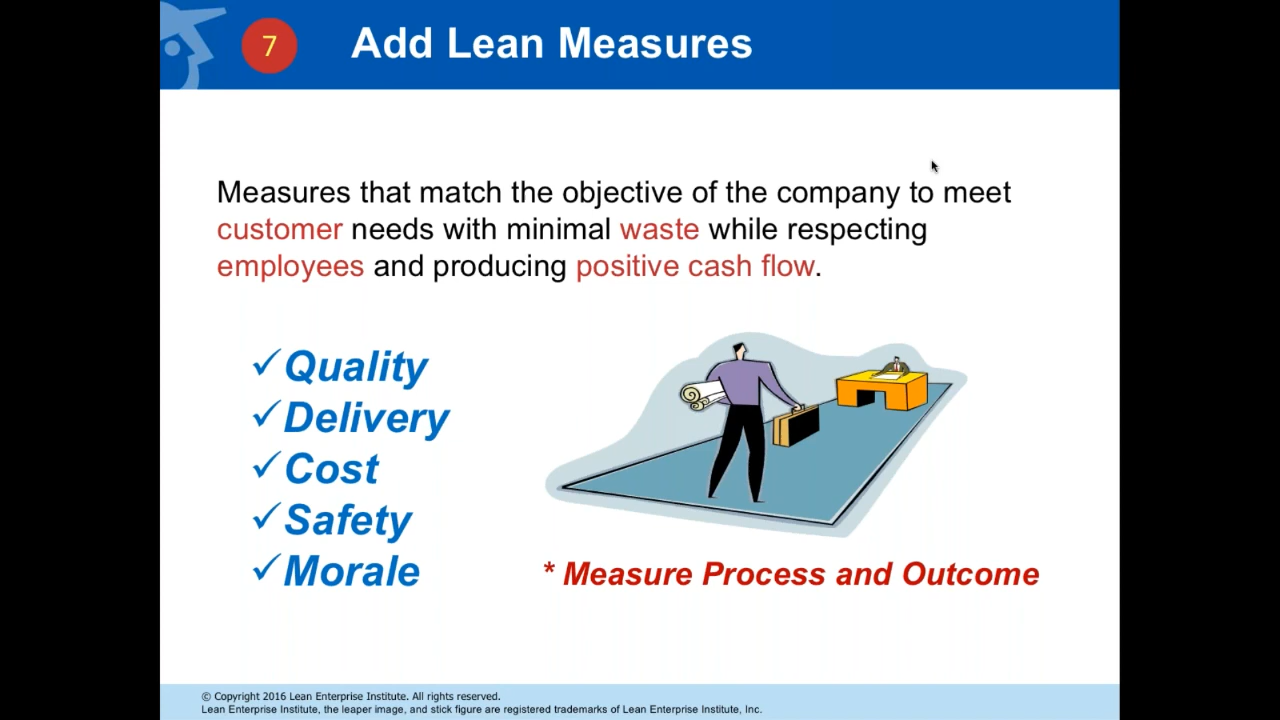 7
Add Lean Measures
Measures that match the objective of the company to meet
customer needs with minimal waste while respecting
employees and producing positive cash flow.
✓Quality
✓Delivery
✓Cost
✓Safety
✓Morale
* Measure Process and Outcome
© Copyright 2016 Lean Enterprise Institute. All rights reserved.
Lean Enterprise Institute, the leaper image, and stick figure are registered trademarks of Lean Enterprise Institute, Inc.